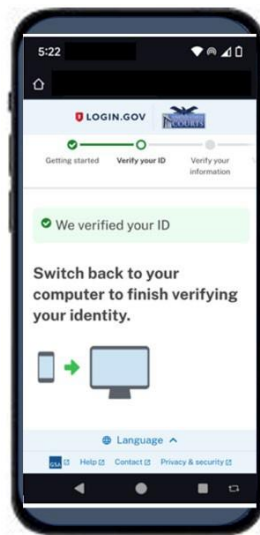 5:22
LOGIN.GOV
COURTS
Getting started
Verify your ID
Verify your
information
We verified your ID
Switch back to your
computer to finish verifying
your identity.
Language
GSA
Help
Contact
Privacy & security